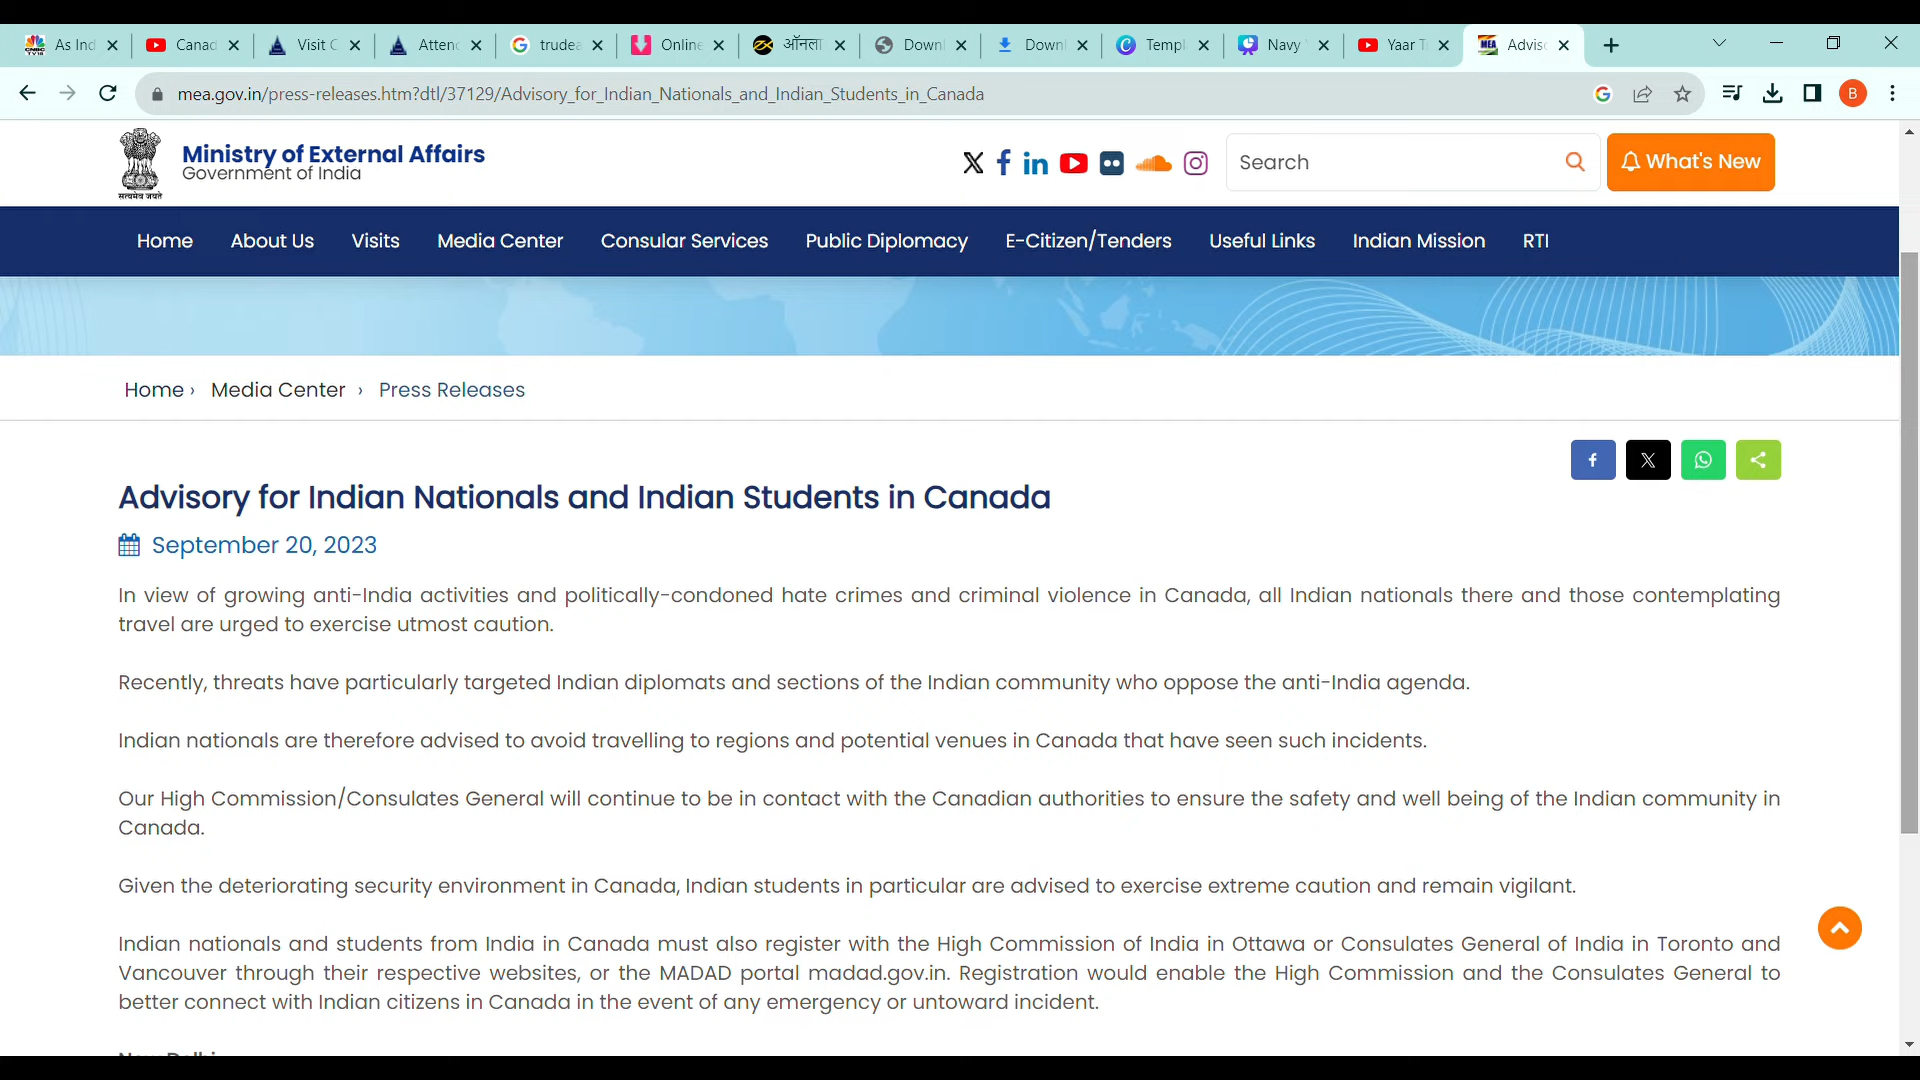 As Ind Canad Visit C Attend trudea Online ऑनला Downl Downl Templ Navy Yaar T Adviso
mea.gov.in/press-releases.htm?dtl/37129/Advisory_for_Indian_Nationals_and_Indian_Students_in_Canada B
सत्यमेव जयते
Ministry of External Affairs
Government of India
Search
What's New
Home About Us Visits Media Center Consular Services Public Diplomacy E-Citizen/Tenders Useful Links Indian Mission RTI
Home › Media Center › Press Releases
Advisory for Indian Nationals and Indian Students in Canada
September 20, 2023
In view of growing anti-India activities and politically-condoned hate crimes and criminal violence in Canada, all Indian nationals there and those contemplating
travel are urged to exercise utmost caution.
Recently, threats have particularly targeted Indian diplomats and sections of the Indian community who oppose the anti-India agenda.
Indian nationals are therefore advised to avoid travelling to regions and potential venues in Canada that have seen such incidents.
Our High Commission/Consulates General will continue to be in contact with the Canadian authorities to ensure the safety and well being of the Indian community in
Canada.
Given the deteriorating security environment in Canada, Indian students in particular are advised to exercise extreme caution and remain vigilant.
Indian nationals and students from India in Canada must also register with the High Commission of India in Ottawa or Consulates General of India in Toronto and
Vancouver through their respective websites, or the MADAD portal madad.gov.in. Registration would enable the High Commission and the Consulates General to
better connect with Indian citizens in Canada in the event of any emergency or untoward incident.
New Delhi